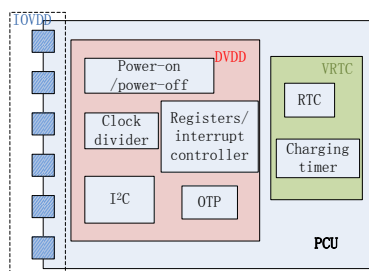 IOVDD
DVDD
Power-on
/power-off
Clock
divider
Registers/
interrupt
controller
I²C
OTP
VRTC
RTC
Charging
timer
PCU